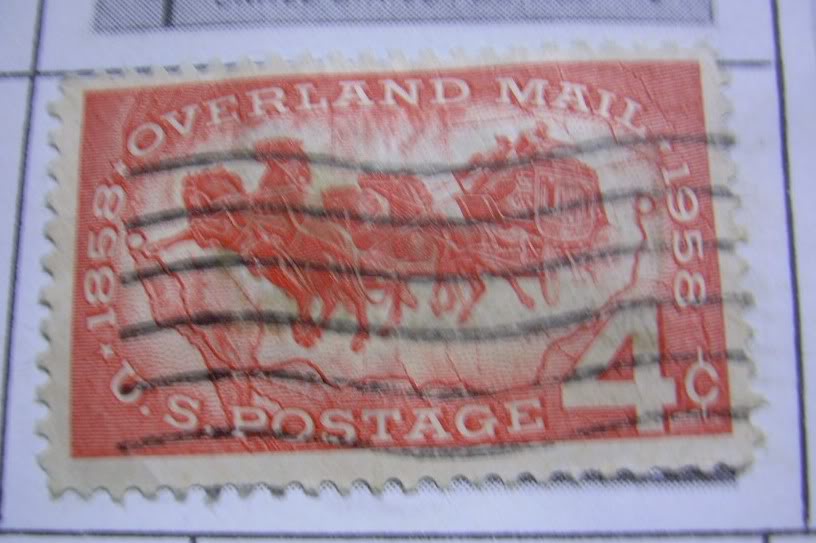 OVERLAND MAIL
1858
1958
U.S. POSTAGE
4¢